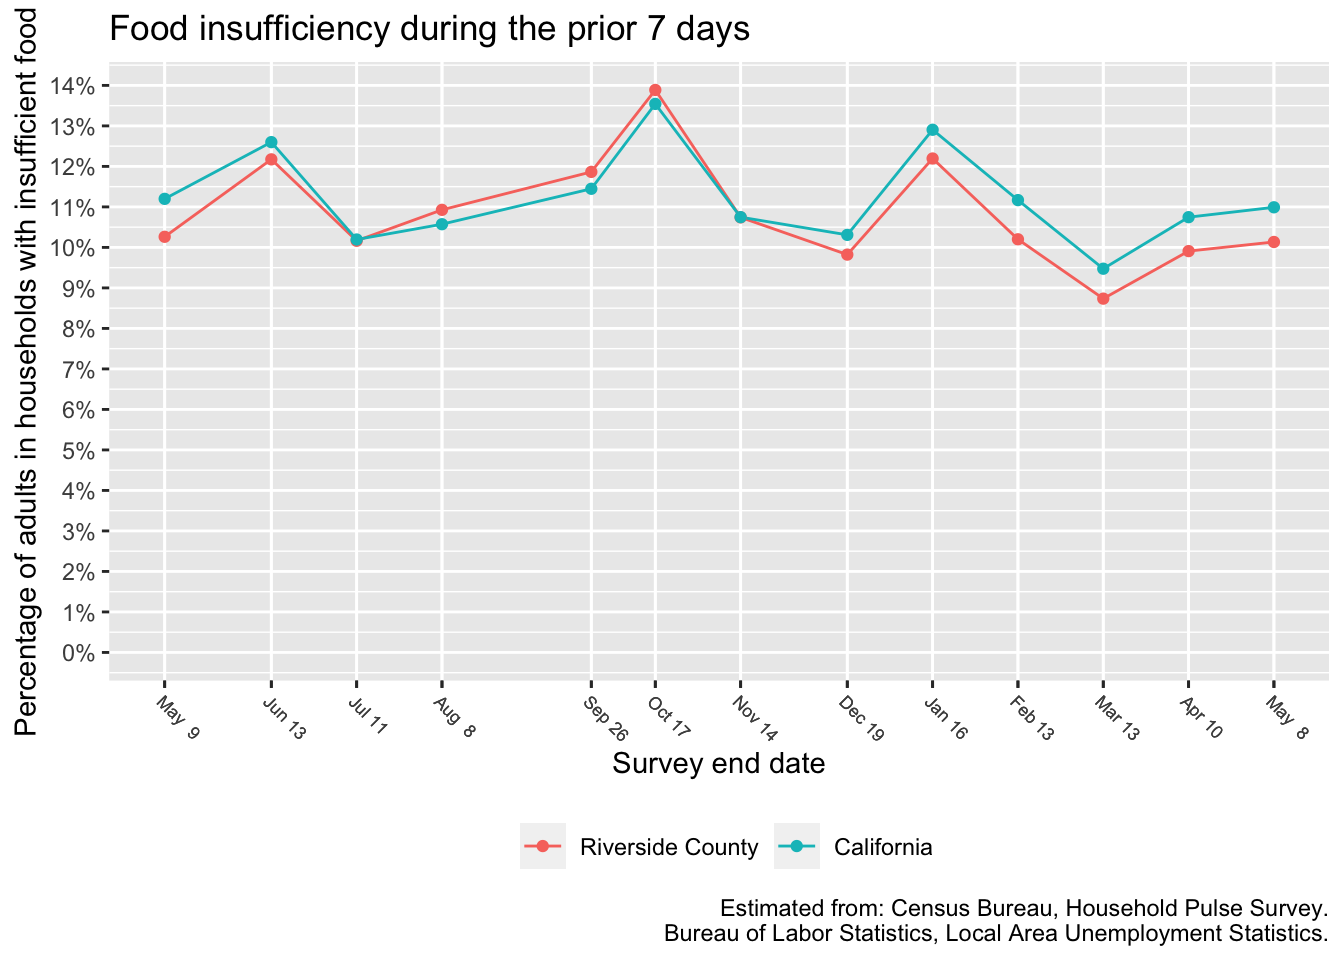 Food insufficiency during the prior 7 days
Percentage of adults in households with insufficient food
14%
13%
12%
11%
10%
9%
8%
7%
6%
5%
4%
3%
2%
1%
0%
May 9
Jun 13
Jul 11
Aug 8
Sep 26
Oct 17
Nov 14
Dec 19
Jan 16
Feb 13
Mar 13
Apr 10
May 8
Survey end date
Riverside County
California
Estimated from: Census Bureau, Household Pulse Survey.
Bureau of Labor Statistics, Local Area Unemployment Statistics.